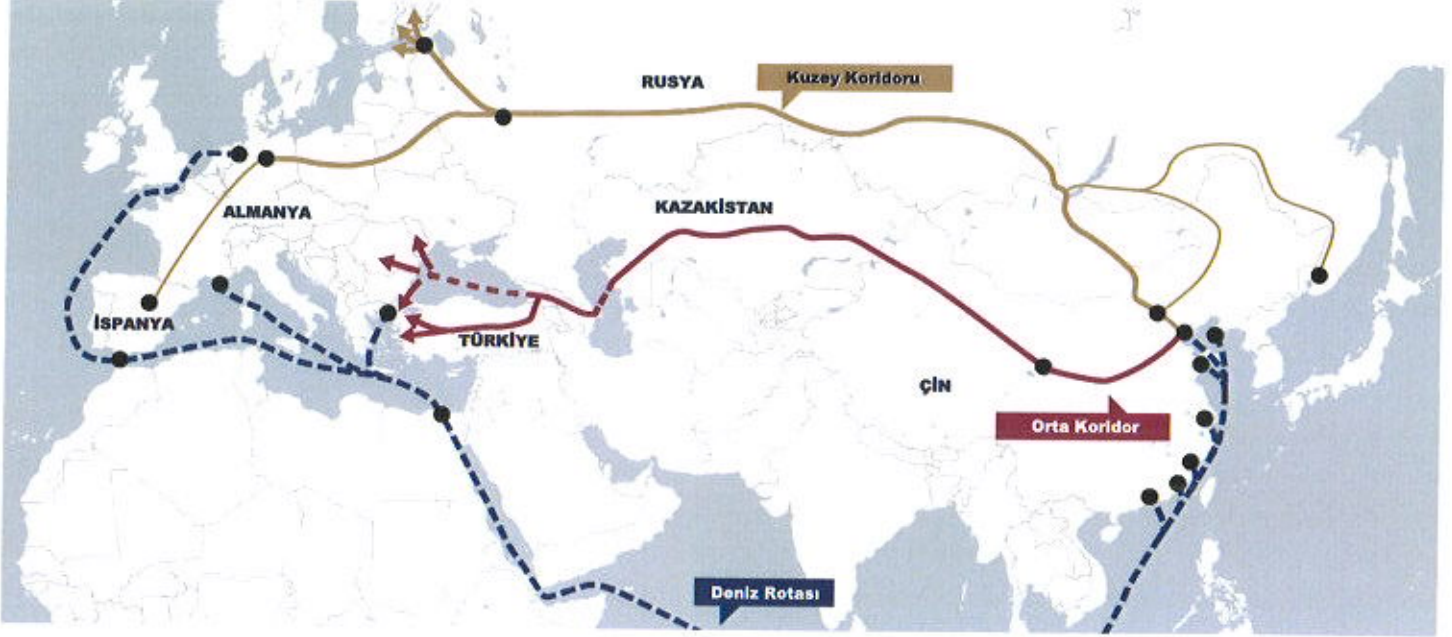 RUSYA
Kuzey Koridoru
KAZAKİSTAN
ALMANYA
İSPANYA
TÜRKİYE
ÇİN
Orta Koridor
Deniz Rotası